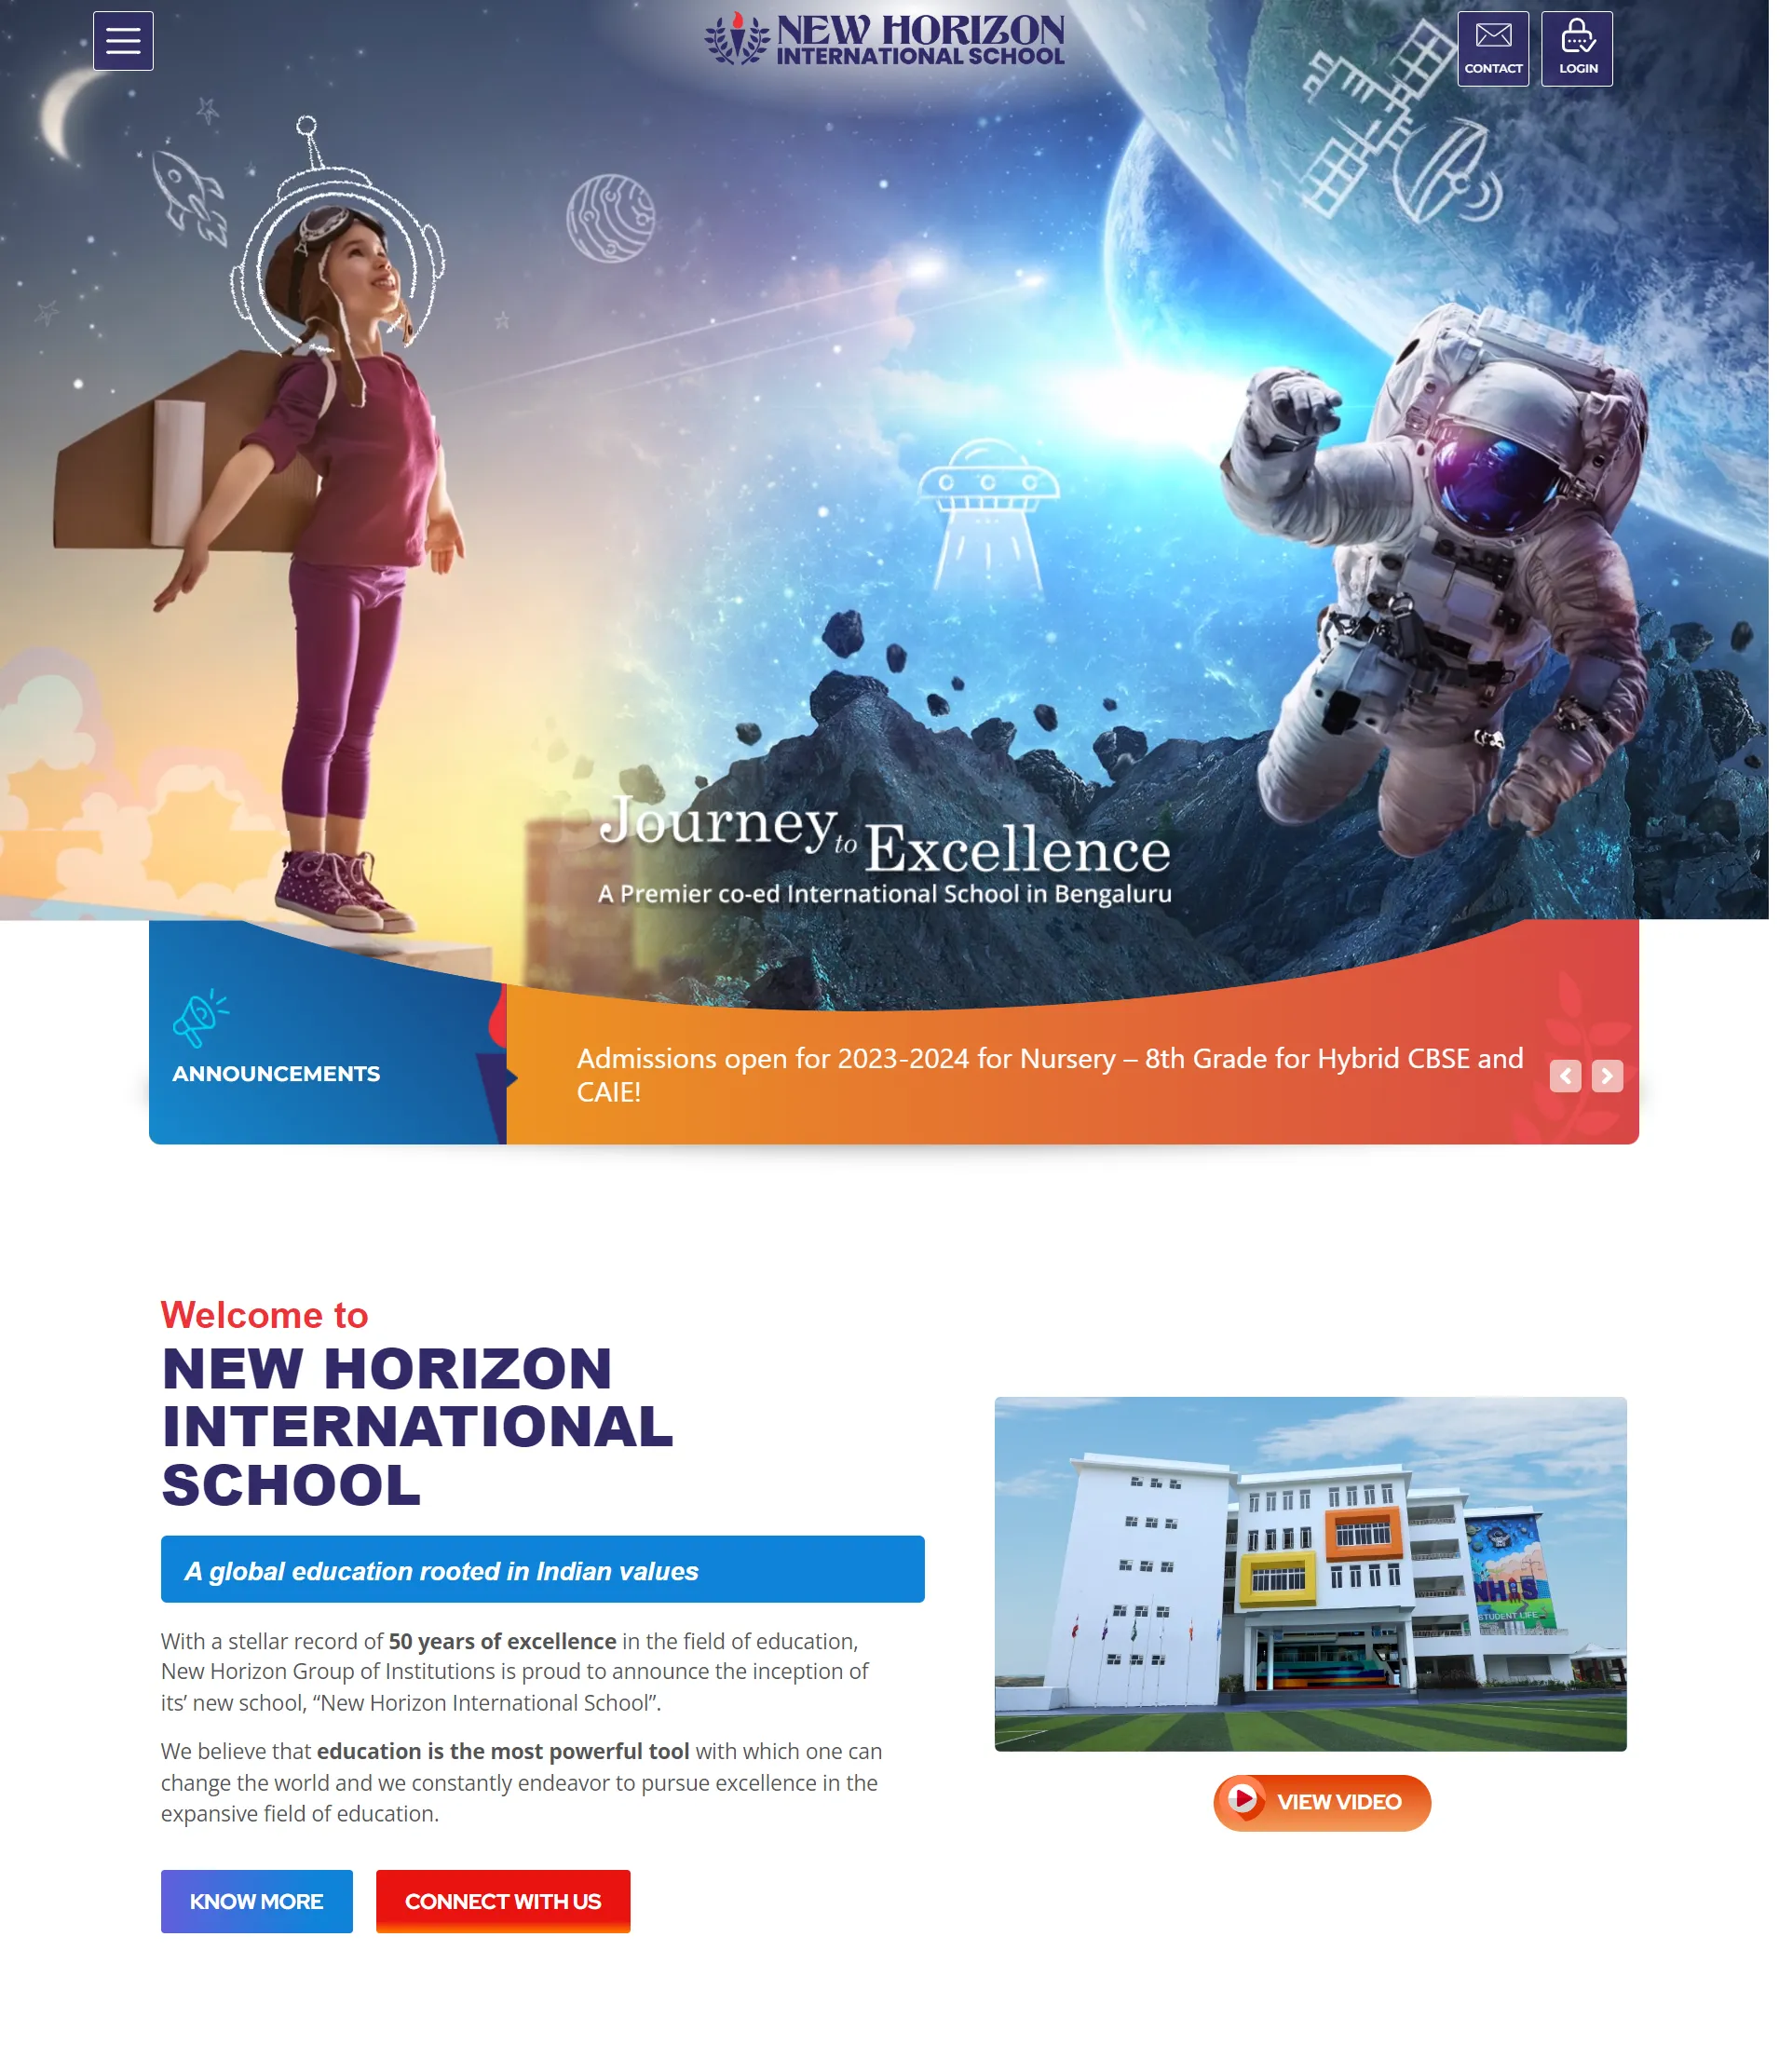 NEW HORIZON
INTERNATIONAL SCHOOL
CONTACT
LOGIN
Journey to Excellence
A Premier co-ed International School in Bengaluru
ANNOUNCEMENTS
Admissions open for 2023-2024 for Nursery – 8th Grade for Hybrid CBSE and
CAIE!
Welcome to
NEW HORIZON
INTERNATIONAL
SCHOOL
A global education rooted in Indian values
With a stellar record of 50 years of excellence in the field of education,
New Horizon Group of Institutions is proud to announce the inception of
its’ new school, “New Horizon International School”.
We believe that education is the most powerful tool with which one can
change the world and we constantly endeavor to pursue excellence in the
expansive field of education.
NHIS
STUDENT LIFE
VIEW VIDEO
KNOW MORE
CONNECT WITH US